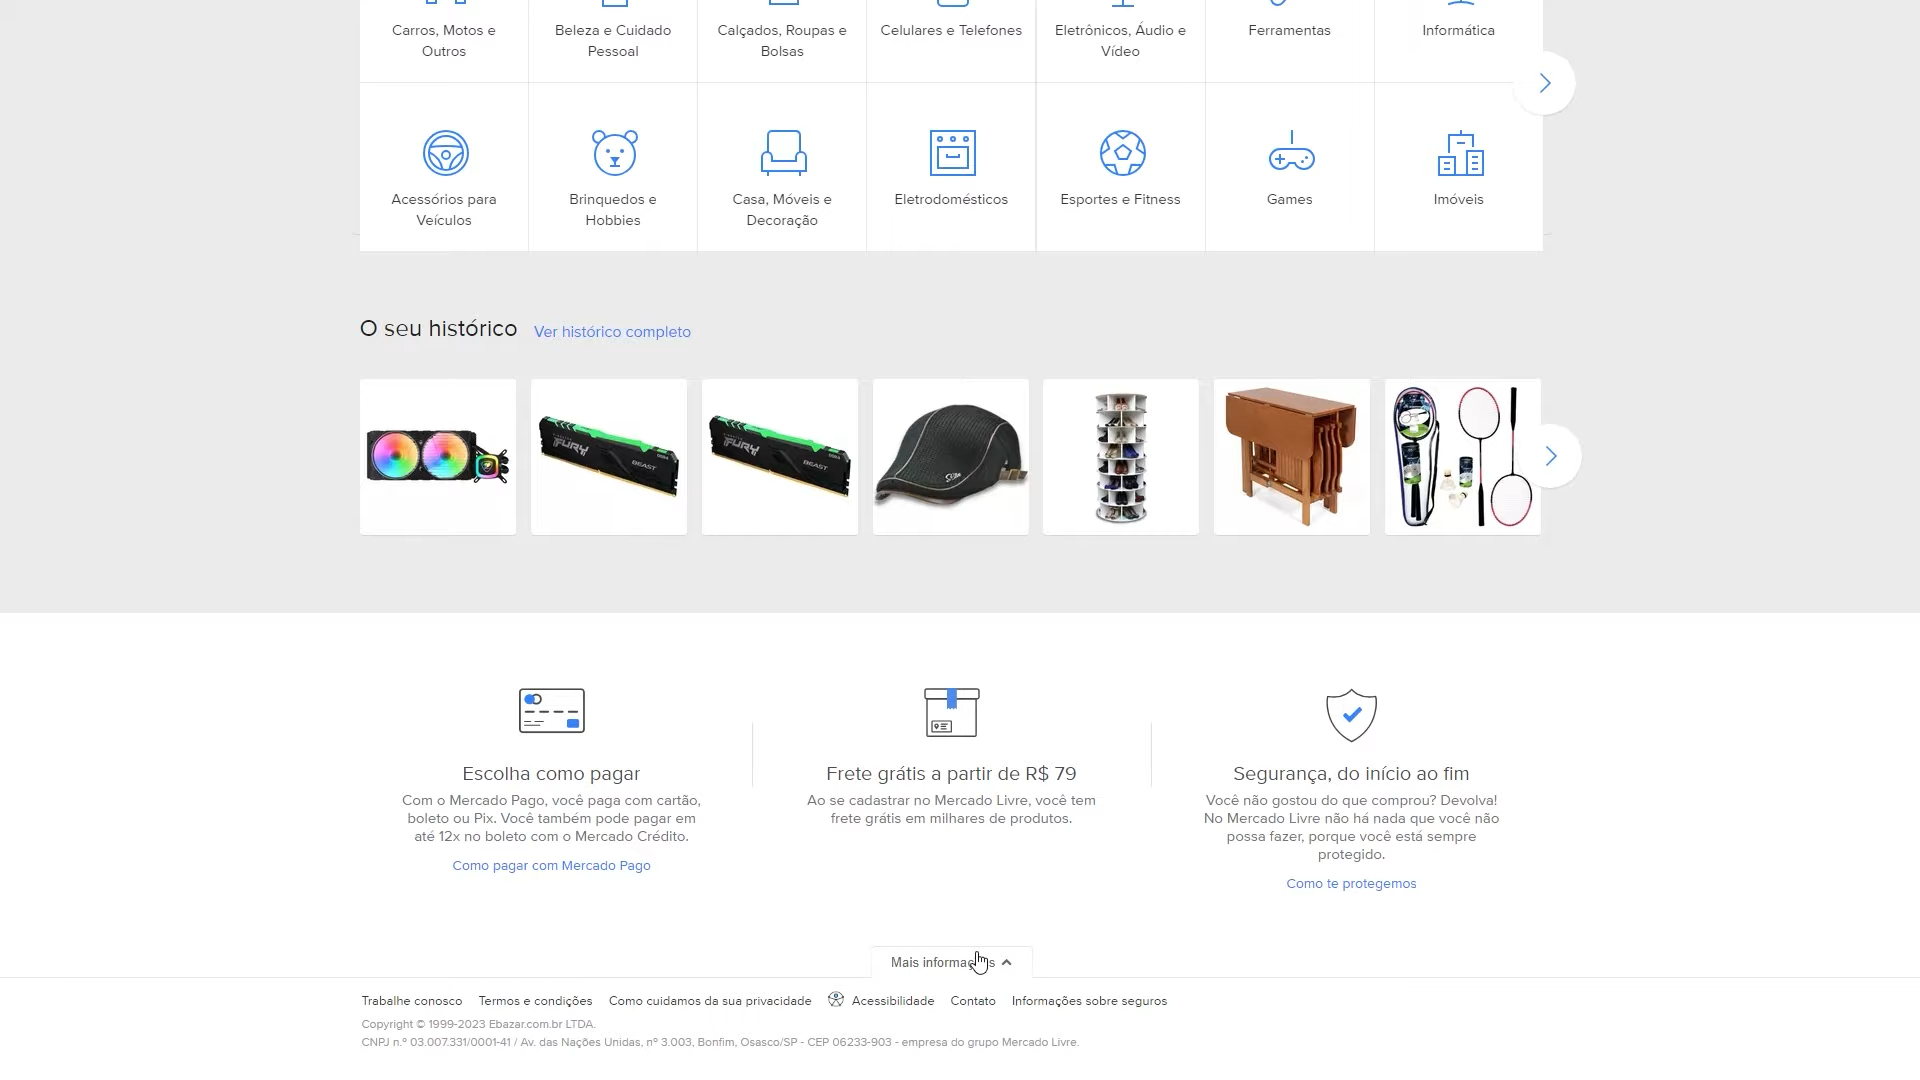 Carros, Motos e
Outros
Beleza e Cuidado
Pessoal
Calçados, Roupas e
Bolsas
Celulares e Telefones
Eletrônicos, Áudio e
Vídeo
Ferramentas
Informática
Acessórios para
Veículos
Brinquedos e
Hobbies
Casa, Móveis e
Decoração
Eletrodomésticos
Esportes e Fitness
Games
Imóveis
O seu histórico Ver histórico completo
FURY BEAST
FURY BEAST
Escolha como pagar
Com o Mercado Pago, você paga com cartão,
boleto ou Pix. Você também pode pagar em
até 12x no boleto com o Mercado Crédito.
Como pagar com Mercado Pago
Frete grátis a partir de R$ 79
Ao se cadastrar no Mercado Livre, você tem
frete grátis em milhares de produtos.
Segurança, do início ao fim
Você não gostou do que comprou? Devolva!
No Mercado Livre não há nada que você não
possa fazer, porque você está sempre
protegido.
Como te protegemos
Mais informações
Trabalhe conosco Termos e condições Como cuidamos da sua privacidade Acessibilidade Contato Informações sobre seguros
Copyright © 1999-2023 Ebazar.com.br LTDA.
CNPJ n.º 03.007.331/0001-41 / Av. das Nações Unidas, nº 3.003, Bonfim, Osasco/SP - CEP 06233-903 - empresa do grupo Mercado Livre.